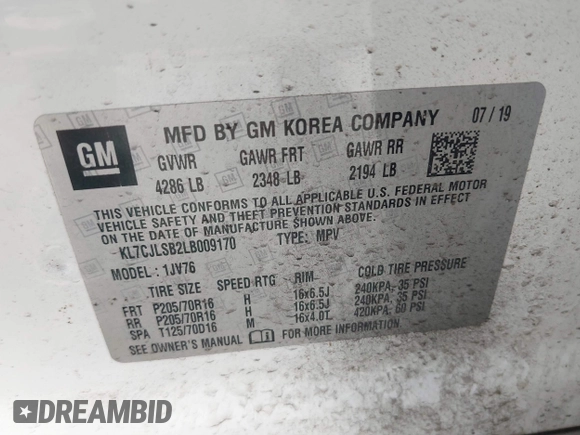 GM
MFD BY GM KOREA COMPANY 07/19
GVWR GAWR FRT GAWR RR
4286 LB 2348 LB 2194 LB
THIS VEHICLE CONFORMS TO ALL APPLICABLE U.S. FEDERAL MOTOR
VEHICLE SAFETY AND THEFT PREVENTION STANDARDS IN EFFECT
ON THE DATE OF MANUFACTURE SHOWN ABOVE.
KL7CJLSB2LB009170 TYPE: MPV
MODEL: 1JV76
TIRE SIZE SPEED RTG RIM COLD TIRE PRESSURE
FRT P205/70R16 H 16x6.5J 240KPA, 35 PSI
RR P205/70R16 H 16x6.5J 240KPA, 35 PSI
SPA T125/70D16 M 16x4.0T 420KPA, 60 PSI
SEE OWNER'S MANUAL FOR MORE INFORMATION
DREAMBID